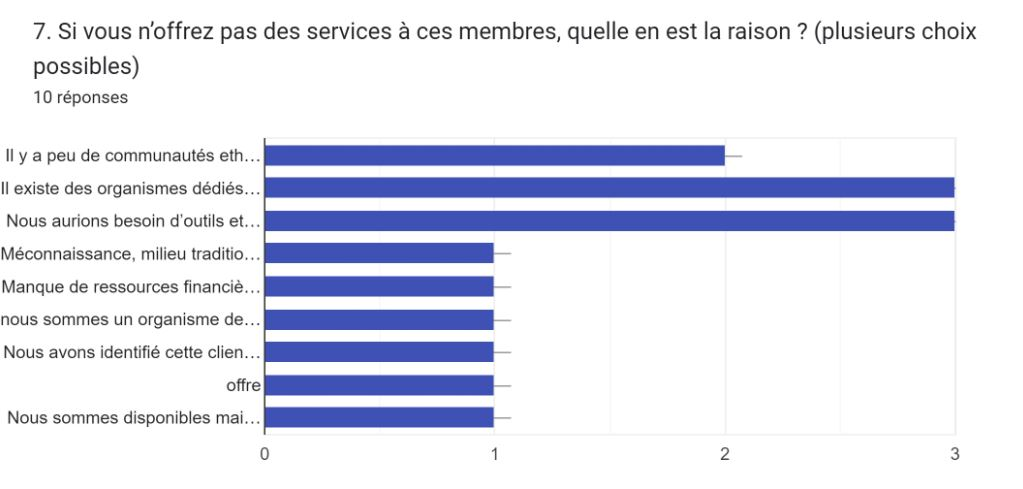 7. Si vous n’offrez pas des services à ces membres, quelle en est la raison ? (plusieurs choix
possibles)
10 réponses
Il y a peu de communautés eth…
Il existe des organismes dédiés…
Nous aurions besoin d’outils et…
Méconnaissance, milieu traditio…
Manque de ressources financiè…
nous sommes un organisme de…
Nous avons identifié cette clien…
offre
Nous sommes disponibles mai…
0 1 2 3